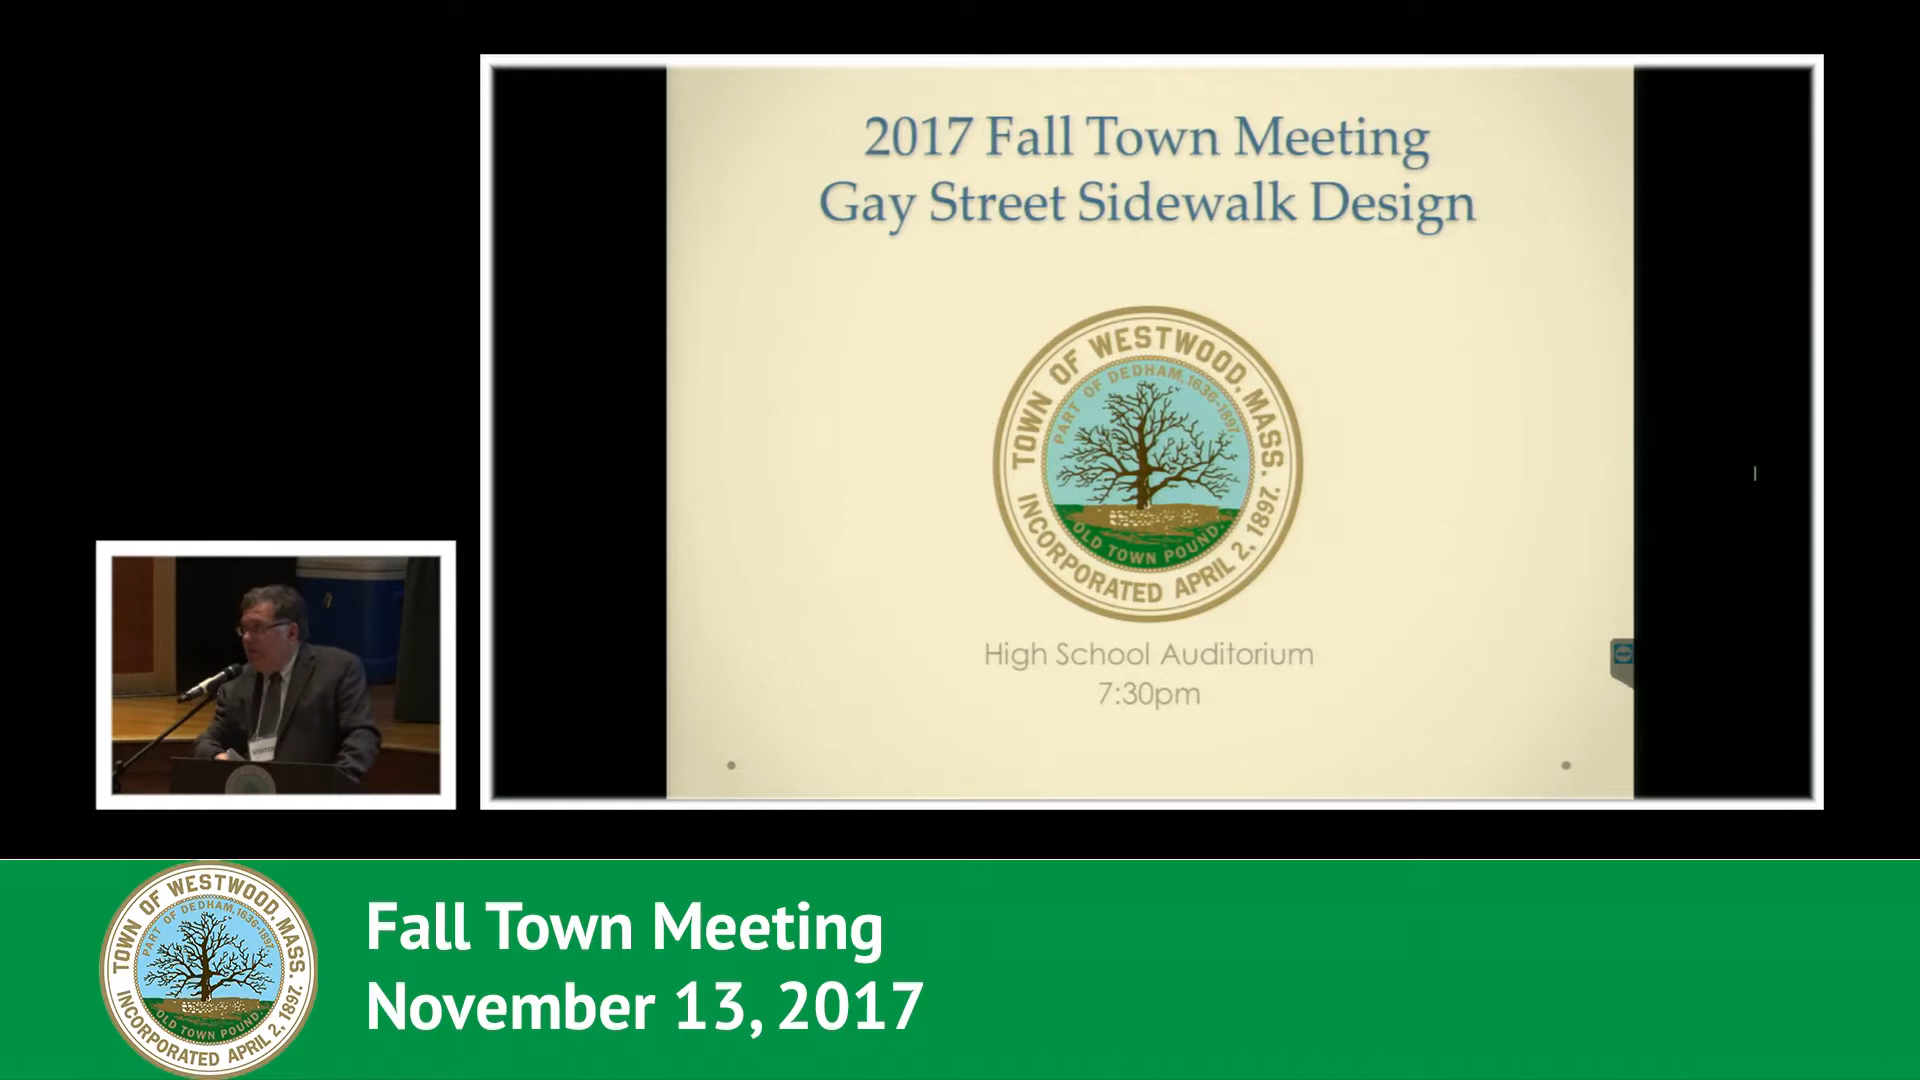 2017 Fall Town Meeting
Gay Street Sidewalk Design
TOWN OF WESTWOOD, MASS.
PART OF DEDHAM, 1636-1897.
OLD TOWN POUND.
INCORPORATED APRIL 2, 1897.
High School Auditorium
7:30pm
VISITOR
TOWN OF WESTWOOD, MASS.
PART OF DEDHAM, 1636-1897.
OLD TOWN POUND.
INCORPORATED APRIL 2, 1897.
Fall Town Meeting
November 13, 2017